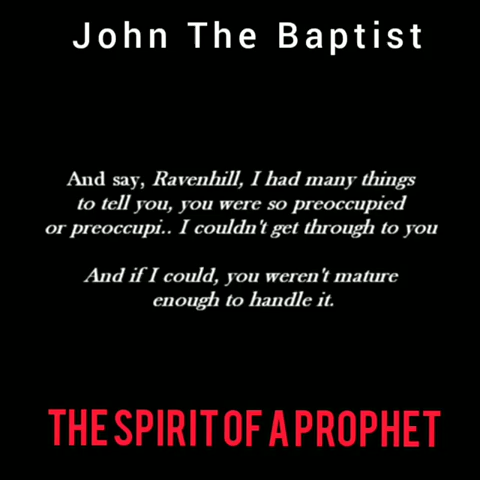 John The Baptist
And say, Ravenhill, I had many things
to tell you, you were so preoccupied
or preoccupi.. I couldn't get through to you
And if I could, you weren't mature
enough to handle it.
THE SPIRIT OF A PROPHET